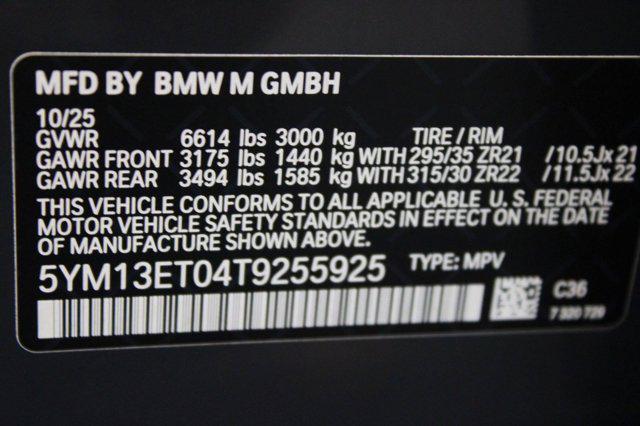 MFD BY BMW M GMBH
10/25
GVWR 6614 lbs 3000 kg TIRE / RIM
GAWR FRONT 3175 lbs 1440 kg WITH 295/35 ZR21 /10.5Jx 21
GAWR REAR 3494 lbs 1585 kg WITH 315/30 ZR22 /11.5Jx 22
THIS VEHICLE CONFORMS TO ALL APPLICABLE U. S. FEDERAL
MOTOR VEHICLE SAFETY STANDARDS IN EFFECT ON THE DATE
OF MANUFACTURE SHOWN ABOVE.
5YM13ET04T9255925 TYPE: MPV
C36
7 920 729